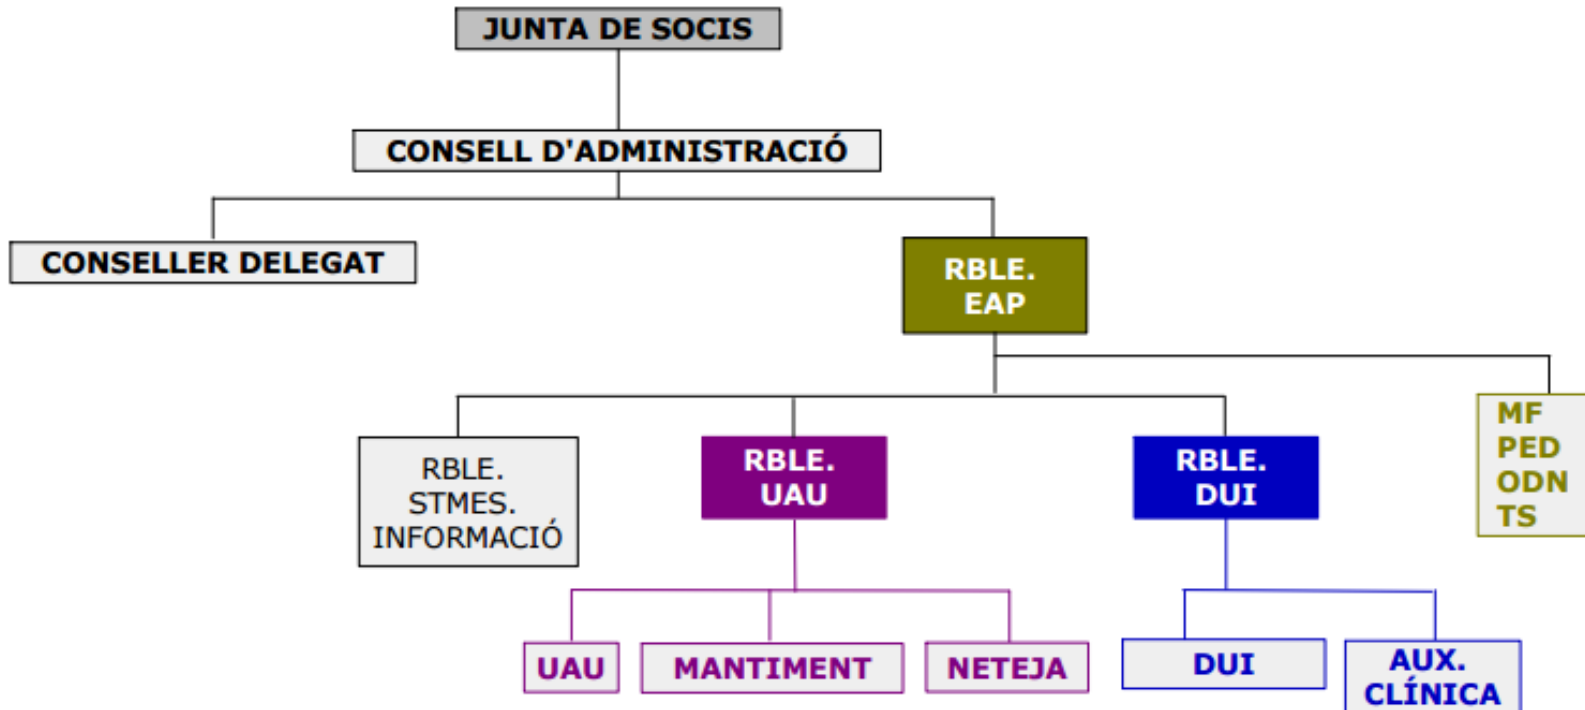 JUNTA DE SOCIS
CONSELL D'ADMINISTRACIÓ
CONSELLER DELEGAT
RBLE.
EAP
MF
PED
ODN
TS
RBLE.
STMES.
INFORMACIÓ
RBLE.
UAU
RBLE.
DUI
UAU
MANTIMENT
NETEJA
DUI
AUX.
CLÍNICA